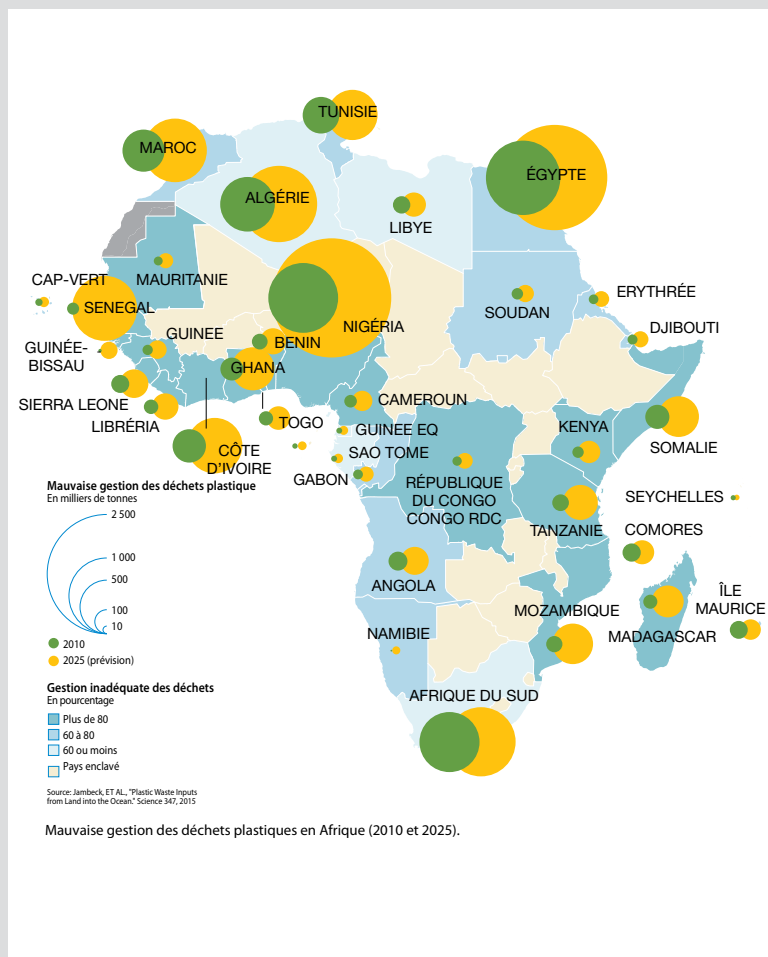 TUNISIE
MAROC
ÉGYPTE
ALGÉRIE
LIBYE
CAP-VERT
MAURITANIE
SENEGAL
SOUDAN
ERYTHRÉE
NIGÉRIA
DJIBOUTI
GUINEE
BENIN
GUINÉE-
BISSAU
GHANA
SIERRA LEONE
CAMEROUN
LIBRÉRIA
TOGO
KENYA
GUINEE EQ
CÔTE
D'IVOIRE
SAO TOME
SOMALIE
GABON
RÉPUBLIQUE
DU CONGO
CONGO RDC
SEYCHELLES
TANZANIE
COMORES
ANGOLA
ÎLE
MAURICE
MOZAMBIQUE
NAMIBIE
MADAGASCAR
AFRIQUE DU SUD
Mauvaise gestion des déchets plastique
En milliers de tonnes
2 500
1 000
500
100
10
2010
2025 (prévision)
Gestion inadéquate des déchets
En pourcentage
Plus de 80
60 à 80
60 ou moins
Pays enclavé
Source: Jambeck, ET AL., "Plastic Waste Inputs
from Land into the Ocean." Science 347, 2015
Mauvaise gestion des déchets plastiques en Afrique (2010 et 2025).